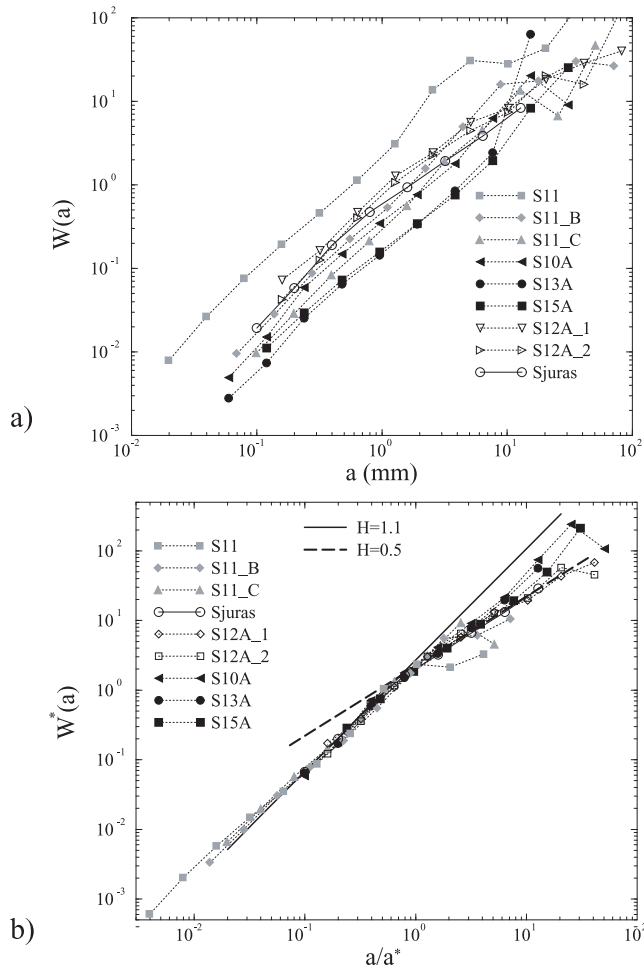 10^2
10^1
10^0
10^-1
10^-2
10^-3
W(a)
S11
S11_B
S11_C
S10A
S13A
S15A
S12A_1
S12A_2
Sjuras
10^-2
10^-1
10^0
10^1
10^2
a (mm)
a)
H=1.1
H=0.5
S11
S11_B
S11_C
Sjuras
S12A_1
S12A_2
S10A
S13A
S15A
10^2
10^1
10^0
10^-1
10^-2
10^-3
W*(a)
10^-2
10^-1
10^0
10^1
a/a*
b)